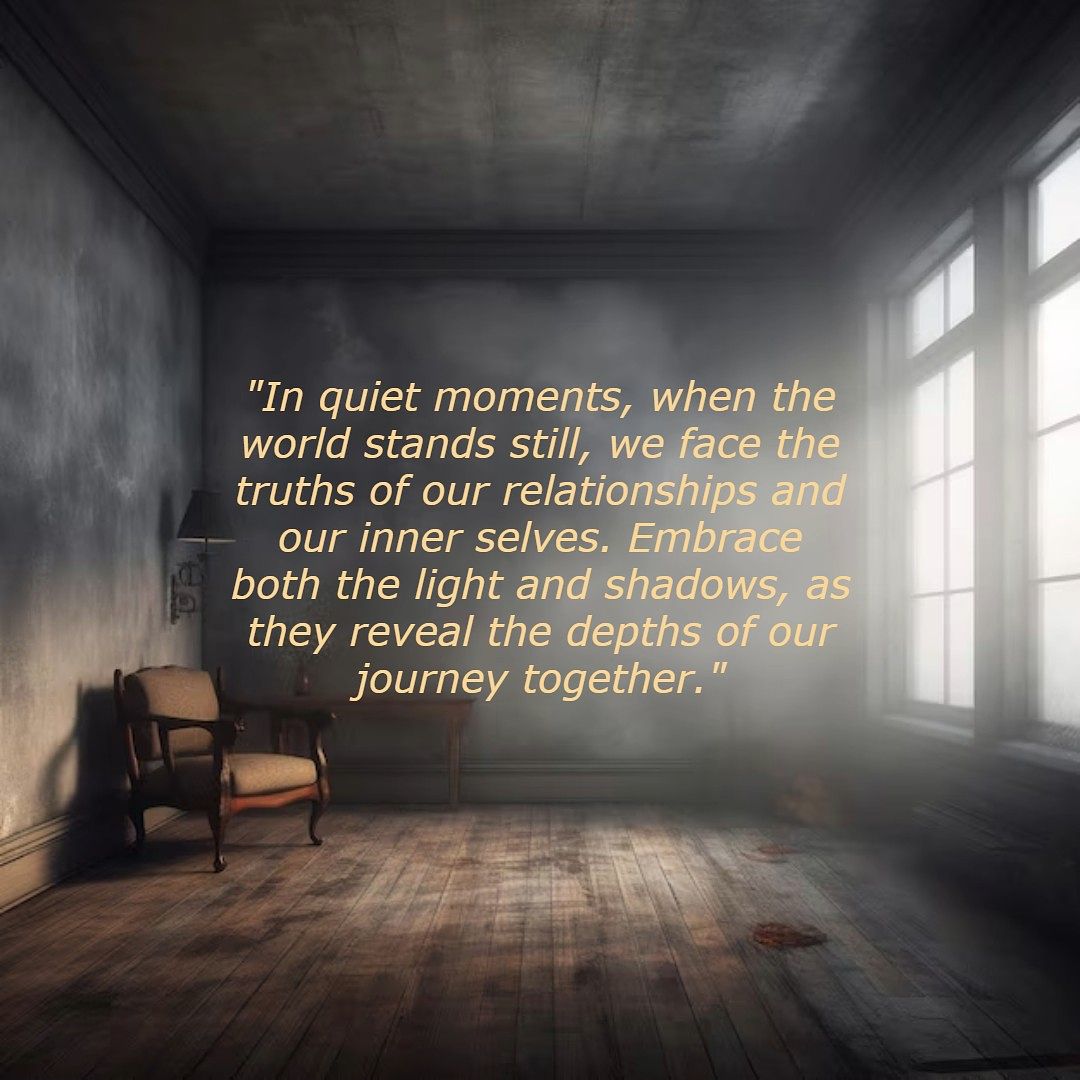 "In quiet moments, when the
world stands still, we face the
truths of our relationships and
our inner selves. Embrace
both the light and shadows, as
they reveal the depths of our
journey together."